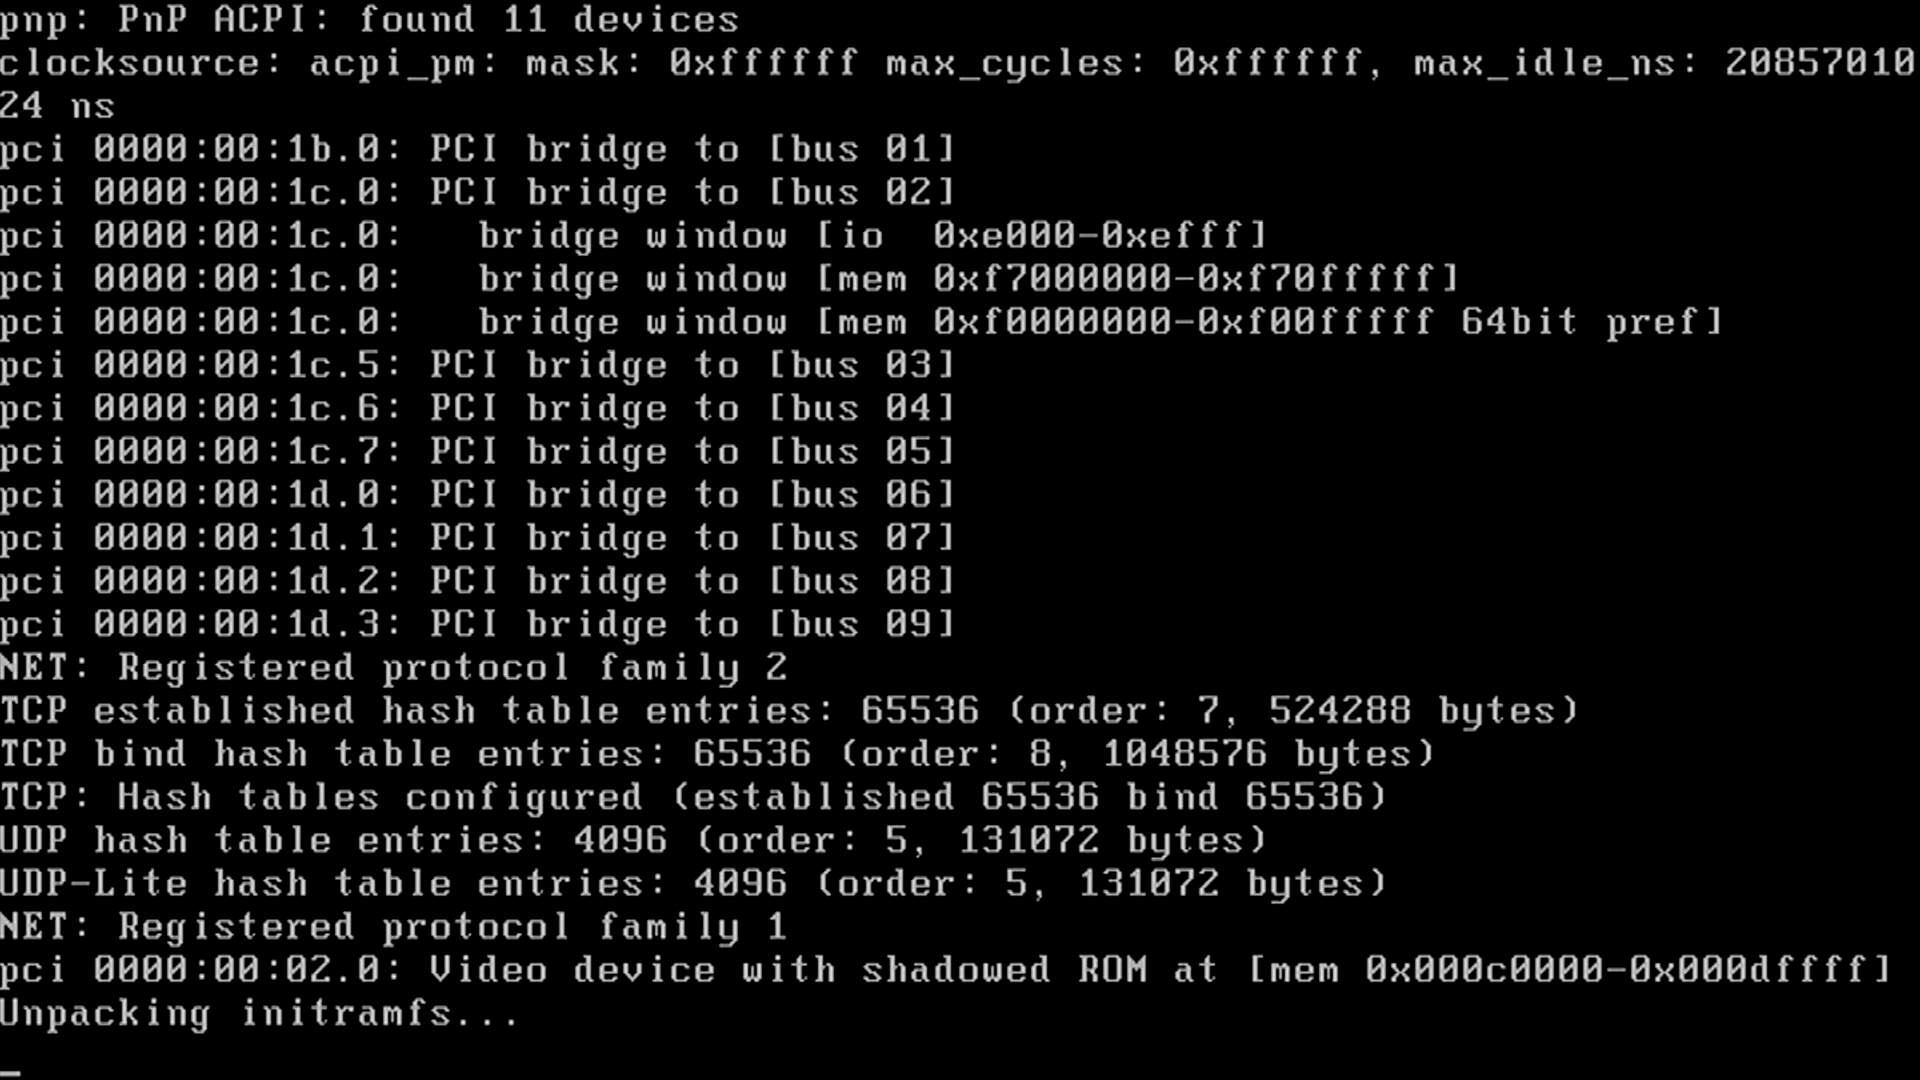 pnp: PnP ACPI: found 11 devices
clocksource: acpi_pm: mask: 0xffffff max_cycles: 0xffffff, max_idle_ns: 20857010
24 ns
pci 0000:00:1b.0: PCI bridge to [bus 01]
pci 0000:00:1c.0: PCI bridge to [bus 02]
pci 0000:00:1c.0:   bridge window [io  0xe000-0xefff]
pci 0000:00:1c.0:   bridge window [mem 0xf7000000-0xf70fffff]
pci 0000:00:1c.0:   bridge window [mem 0xf0000000-0xf00fffff 64bit pref]
pci 0000:00:1c.5: PCI bridge to [bus 03]
pci 0000:00:1c.6: PCI bridge to [bus 04]
pci 0000:00:1c.7: PCI bridge to [bus 05]
pci 0000:00:1d.0: PCI bridge to [bus 06]
pci 0000:00:1d.1: PCI bridge to [bus 07]
pci 0000:00:1d.2: PCI bridge to [bus 08]
pci 0000:00:1d.3: PCI bridge to [bus 09]
NET: Registered protocol family 2
TCP established hash table entries: 65536 (order: 7, 524288 bytes)
TCP bind hash table entries: 65536 (order: 8, 1048576 bytes)
TCP: Hash tables configured (established 65536 bind 65536)
UDP hash table entries: 4096 (order: 5, 131072 bytes)
UDP-Lite hash table entries: 4096 (order: 5, 131072 bytes)
NET: Registered protocol family 1
pci 0000:00:02.0: Video device with shadowed ROM at [mem 0x000c0000-0x000dffff]
Unpacking initramfs...
_